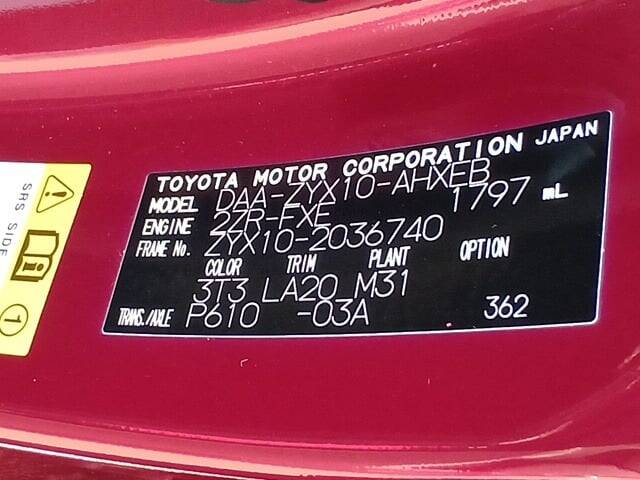 TOYOTA MOTOR CORPORATION JAPAN
MODEL DAA-ZYX10-AHXEB
ENGINE 2ZR-FXE 1797 mL
FRAME No. ZYX10-2036740
COLOR TRIM PLANT OPTION
3T3 LA20 M31
TRANS./AXLE P610 -03A 362
SRS SIDE
1